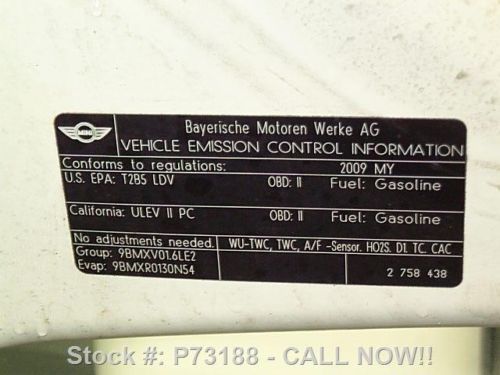 MINI
Bayerische Motoren Werke AG
VEHICLE EMISSION CONTROL INFORMATION
Conforms to regulations: 2009 MY
U.S. EPA: T2B5 LDV OBD: II Fuel: Gasoline
California: ULEV II PC OBD: II Fuel: Gasoline
No adjustments needed. WU-TWC, TWC, A/F -Sensor. HO2S. DI. TC. CAC
Group: 9BMXV01.6LE2
Evap: 9BMXR0130N54 2 758 438
Stock #: P73188 - CALL NOW!!